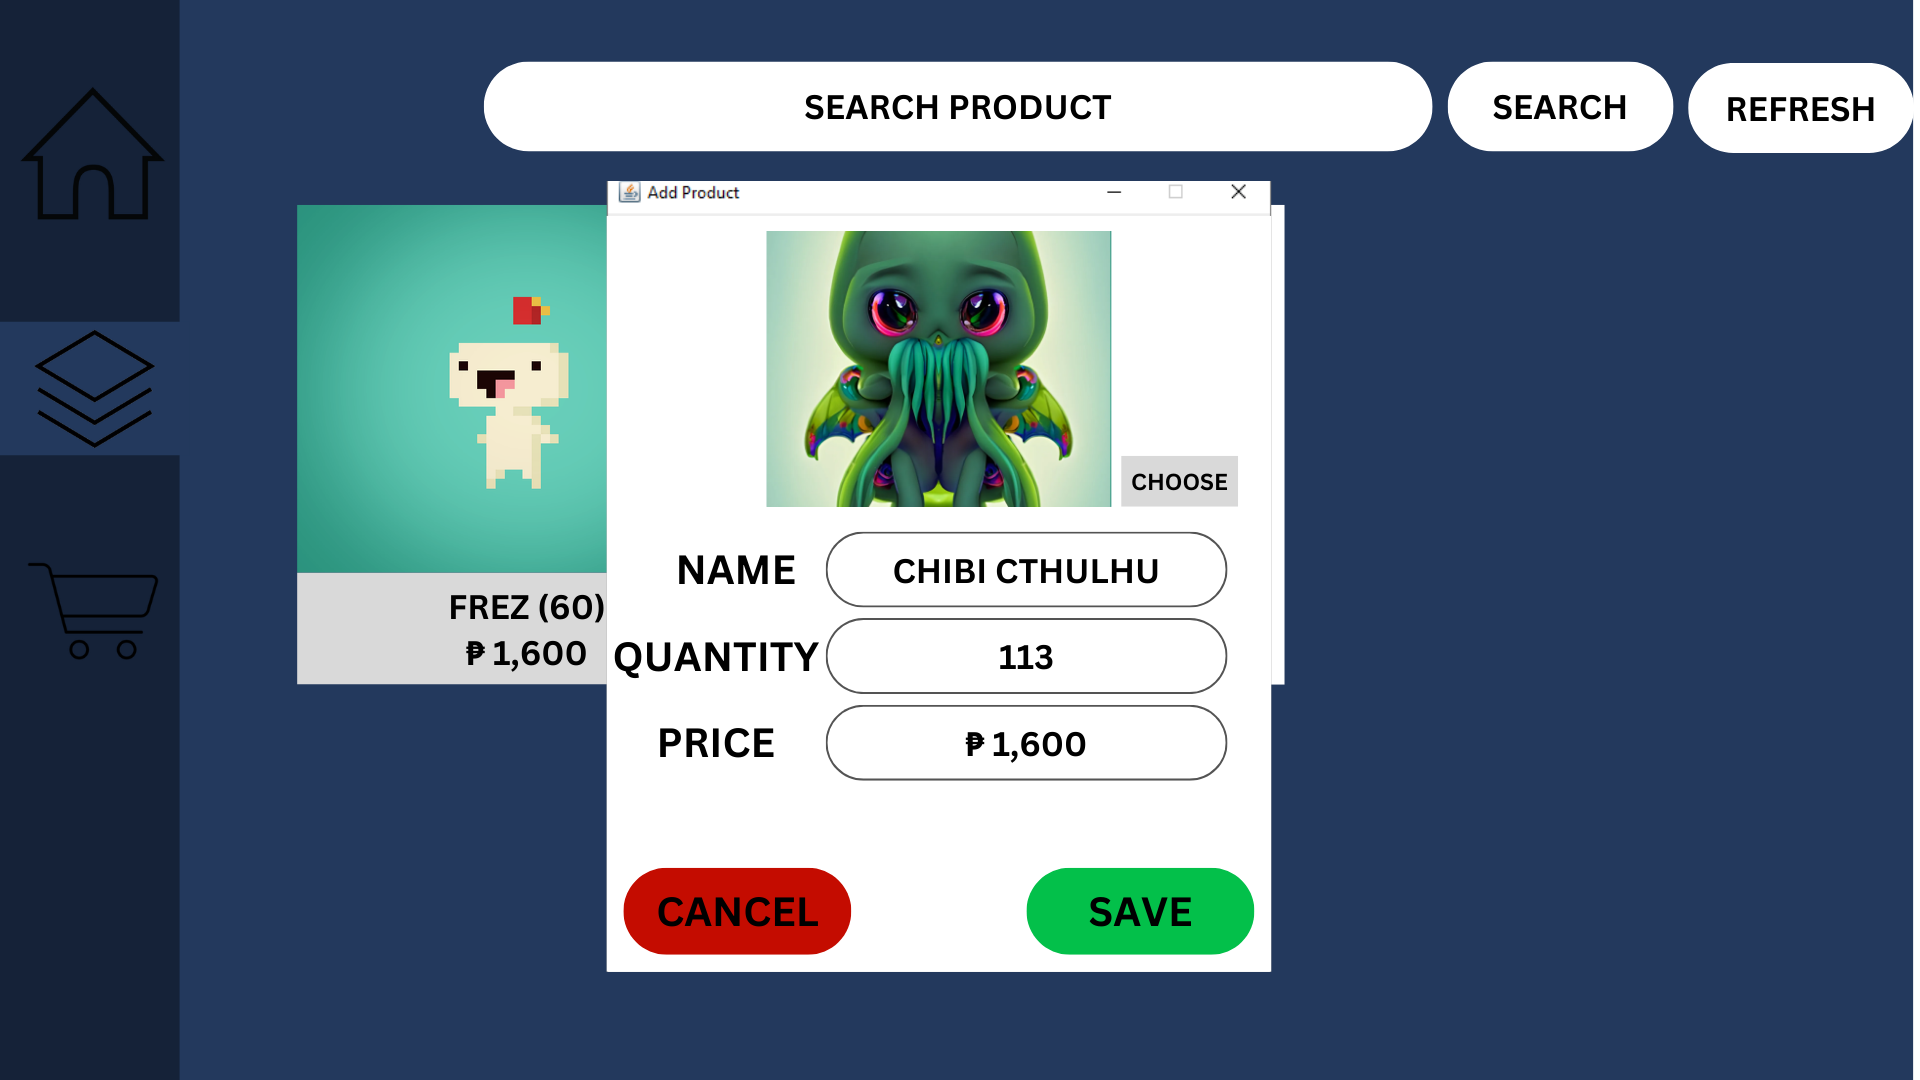 SEARCH PRODUCT
SEARCH
REFRESH
Add Product
CHOOSE
NAME
CHIBI CTHULHU
FREZ (60)
₱ 1,600
QUANTITY
113
PRICE
₱ 1,600
CANCEL
SAVE